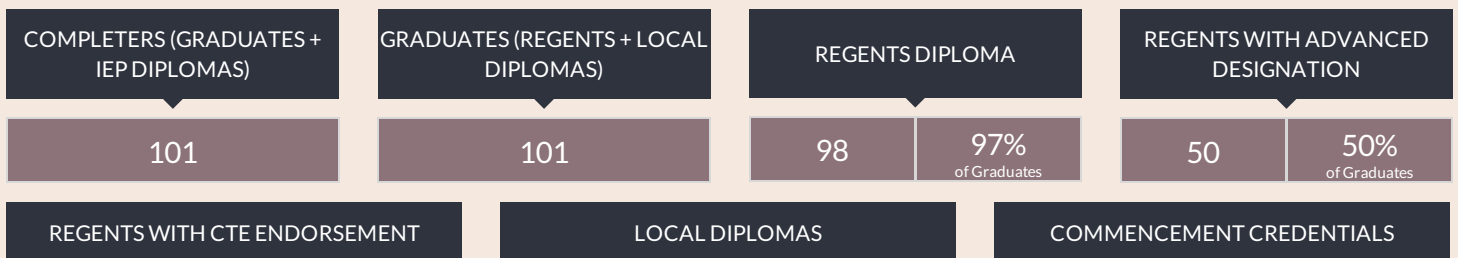 COMPLETERS (GRADUATES +
IEP DIPLOMAS)
GRADUATES (REGENTS + LOCAL
DIPLOMAS)
REGENTS DIPLOMA
REGENTS WITH ADVANCED
DESIGNATION
101
101
98
97%
of Graduates
50
50%
of Graduates
REGENTS WITH CTE ENDORSEMENT
LOCAL DIPLOMAS
COMMENCEMENT CREDENTIALS